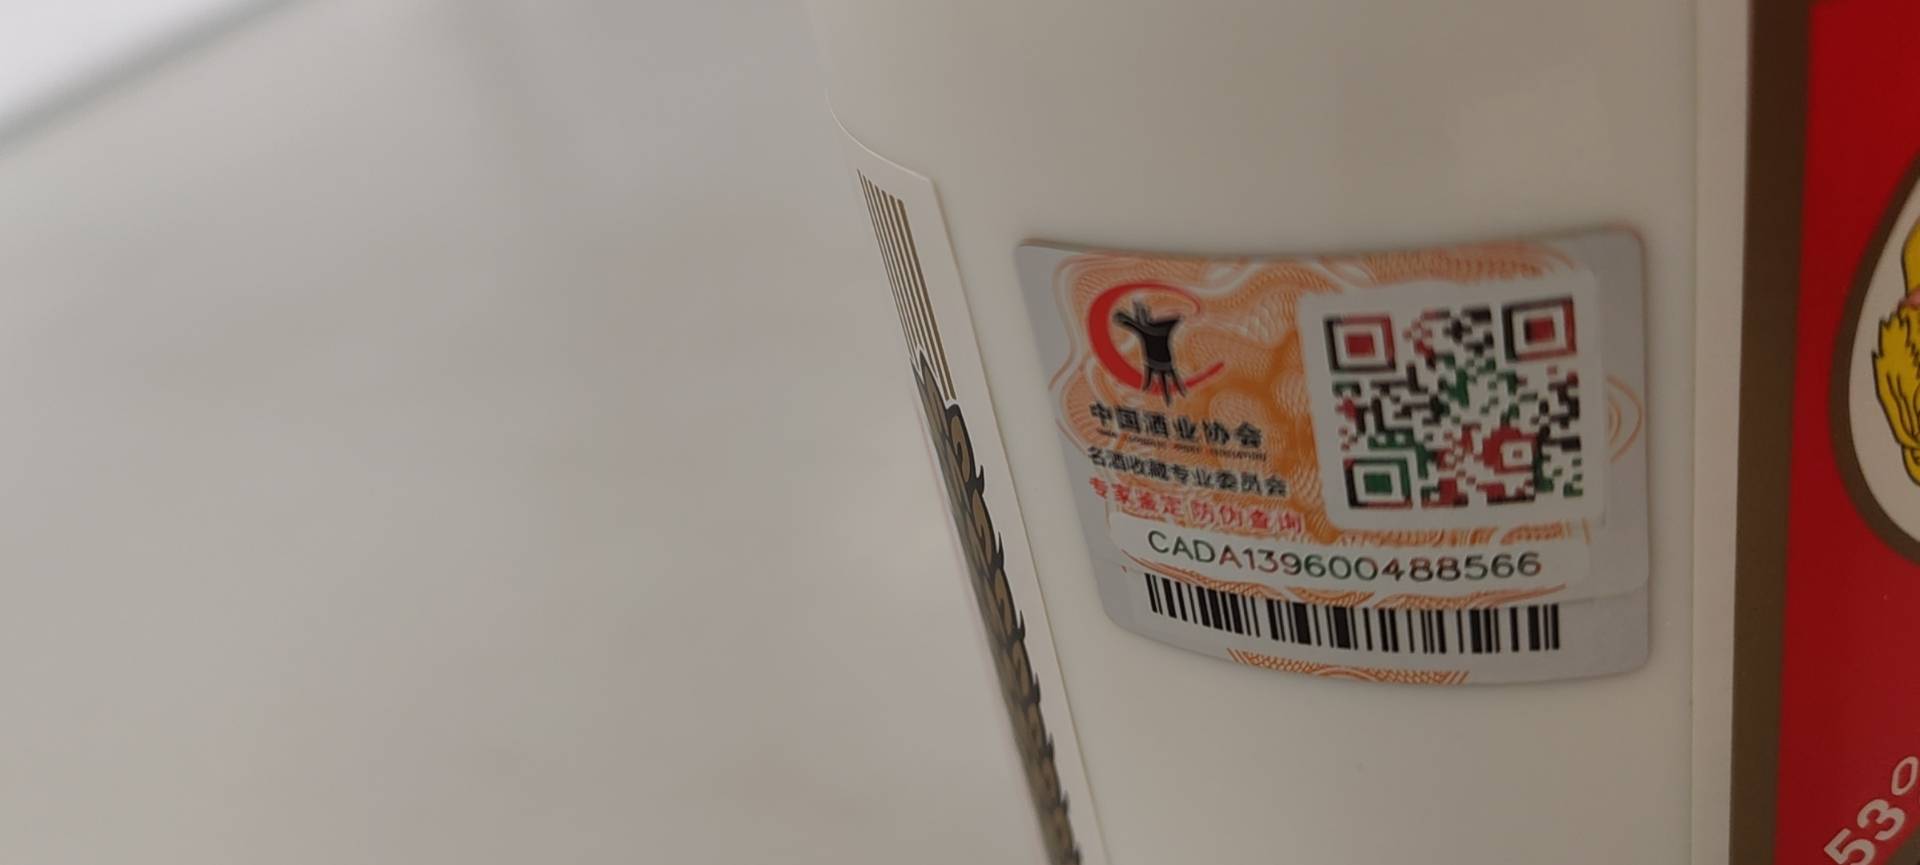 中国酒业协会
名酒收藏专业委员会
专家鉴定 防伪查询
CADA139600488566
53°